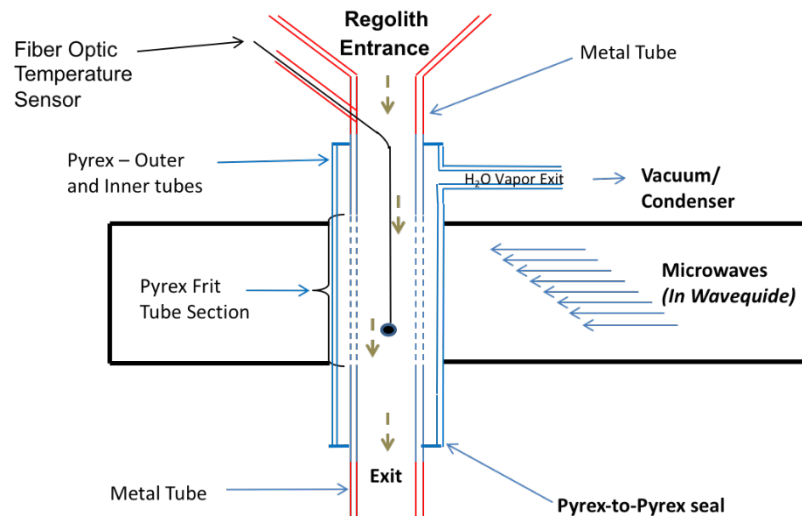 Regolith
Entrance
Fiber Optic
Temperature
Sensor
Metal Tube
Pyrex – Outer
and Inner tubes
H₂O Vapor Exit
Vacuum/
Condenser
Pyrex Frit
Tube Section
Microwaves
(In Wavequide)
Exit
Metal Tube
Pyrex-to-Pyrex seal